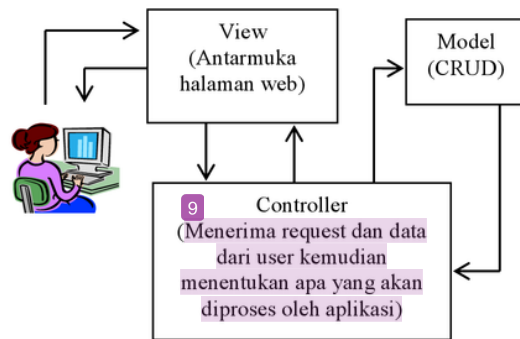 View
(Antarmuka
halaman web)
Model
(CRUD)
9
Controller
(Menerima request dan data
dari user kemudian
menentukan apa yang akan
diproses oleh aplikasi)